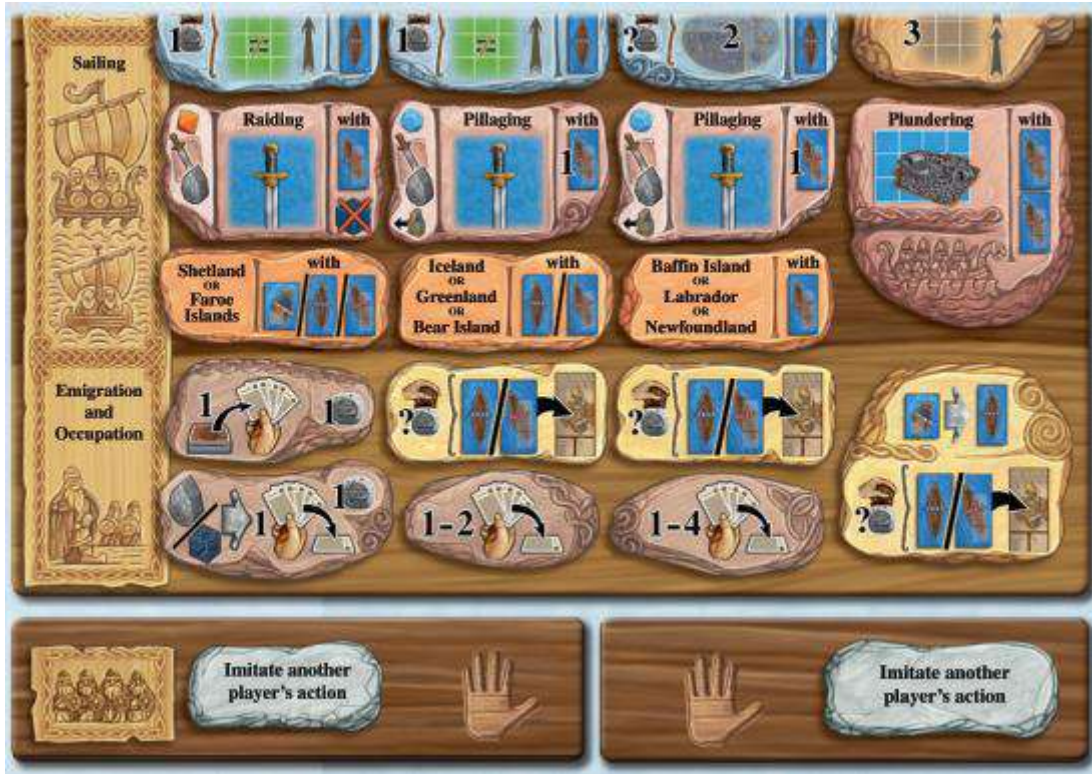 Sailing
1
1
?
2
3
Raiding
with
Pillaging
with
1
Pillaging
with
1
Plundering
with
Shetland
OR
Faroe
Islands
with
Iceland
OR
Greenland
OR
Bear Island
with
Baffin Island
OR
Labrador
OR
Newfoundland
with
Emigration
and
Occupation
1
1
?
?
?
1
1
1-2
1-4
Imitate another
player's action
Imitate another
player's action